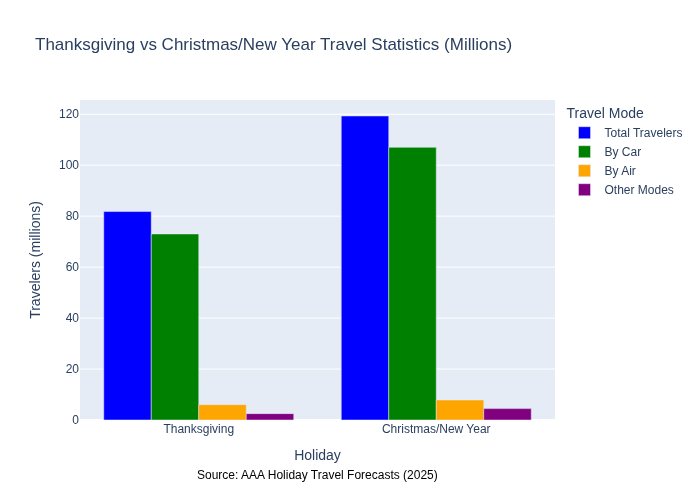 Thanksgiving vs Christmas/New Year Travel Statistics (Millions)
Travel Mode
Total Travelers
By Car
By Air
Other Modes
Travelers (millions)
120
100
80
60
40
20
0
Thanksgiving
Christmas/New Year
Holiday
Source: AAA Holiday Travel Forecasts (2025)